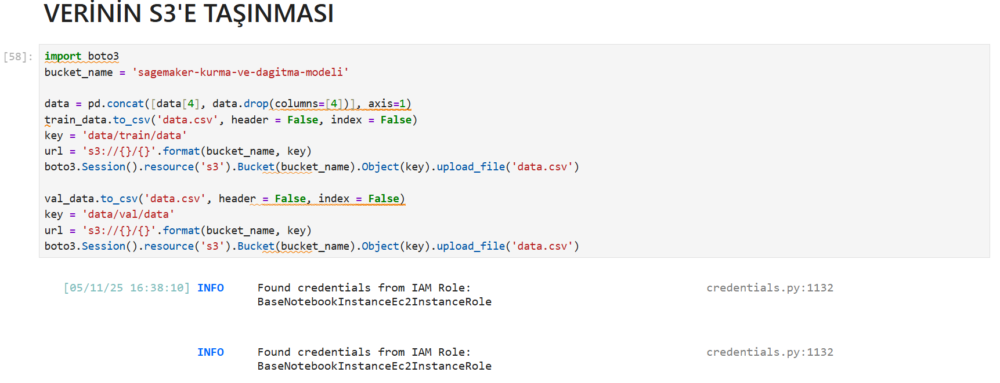 VERİNİN S3'E TAŞINMASI
[58]:
import boto3
bucket_name = 'sagemaker-kurma-ve-dagitma-modeli'
data = pd.concat([data[4], data.drop(columns=[4])], axis=1)
train_data.to_csv('data.csv', header = False, index = False)
key = 'data/train/data'
url = 's3://{}/{}'.format(bucket_name, key)
boto3.Session().resource('s3').Bucket(bucket_name).Object(key).upload_file('data.csv')
val_data.to_csv('data.csv', header = False, index = False)
key = 'data/val/data'
url = 's3://{}/{}'.format(bucket_name, key)
boto3.Session().resource('s3').Bucket(bucket_name).Object(key).upload_file('data.csv')
[05/11/25 16:38:10] INFO Found credentials from IAM Role: credentials.py:1132
BaseNotebookInstanceEc2InstanceRole
INFO Found credentials from IAM Role: credentials.py:1132
BaseNotebookInstanceEc2InstanceRole